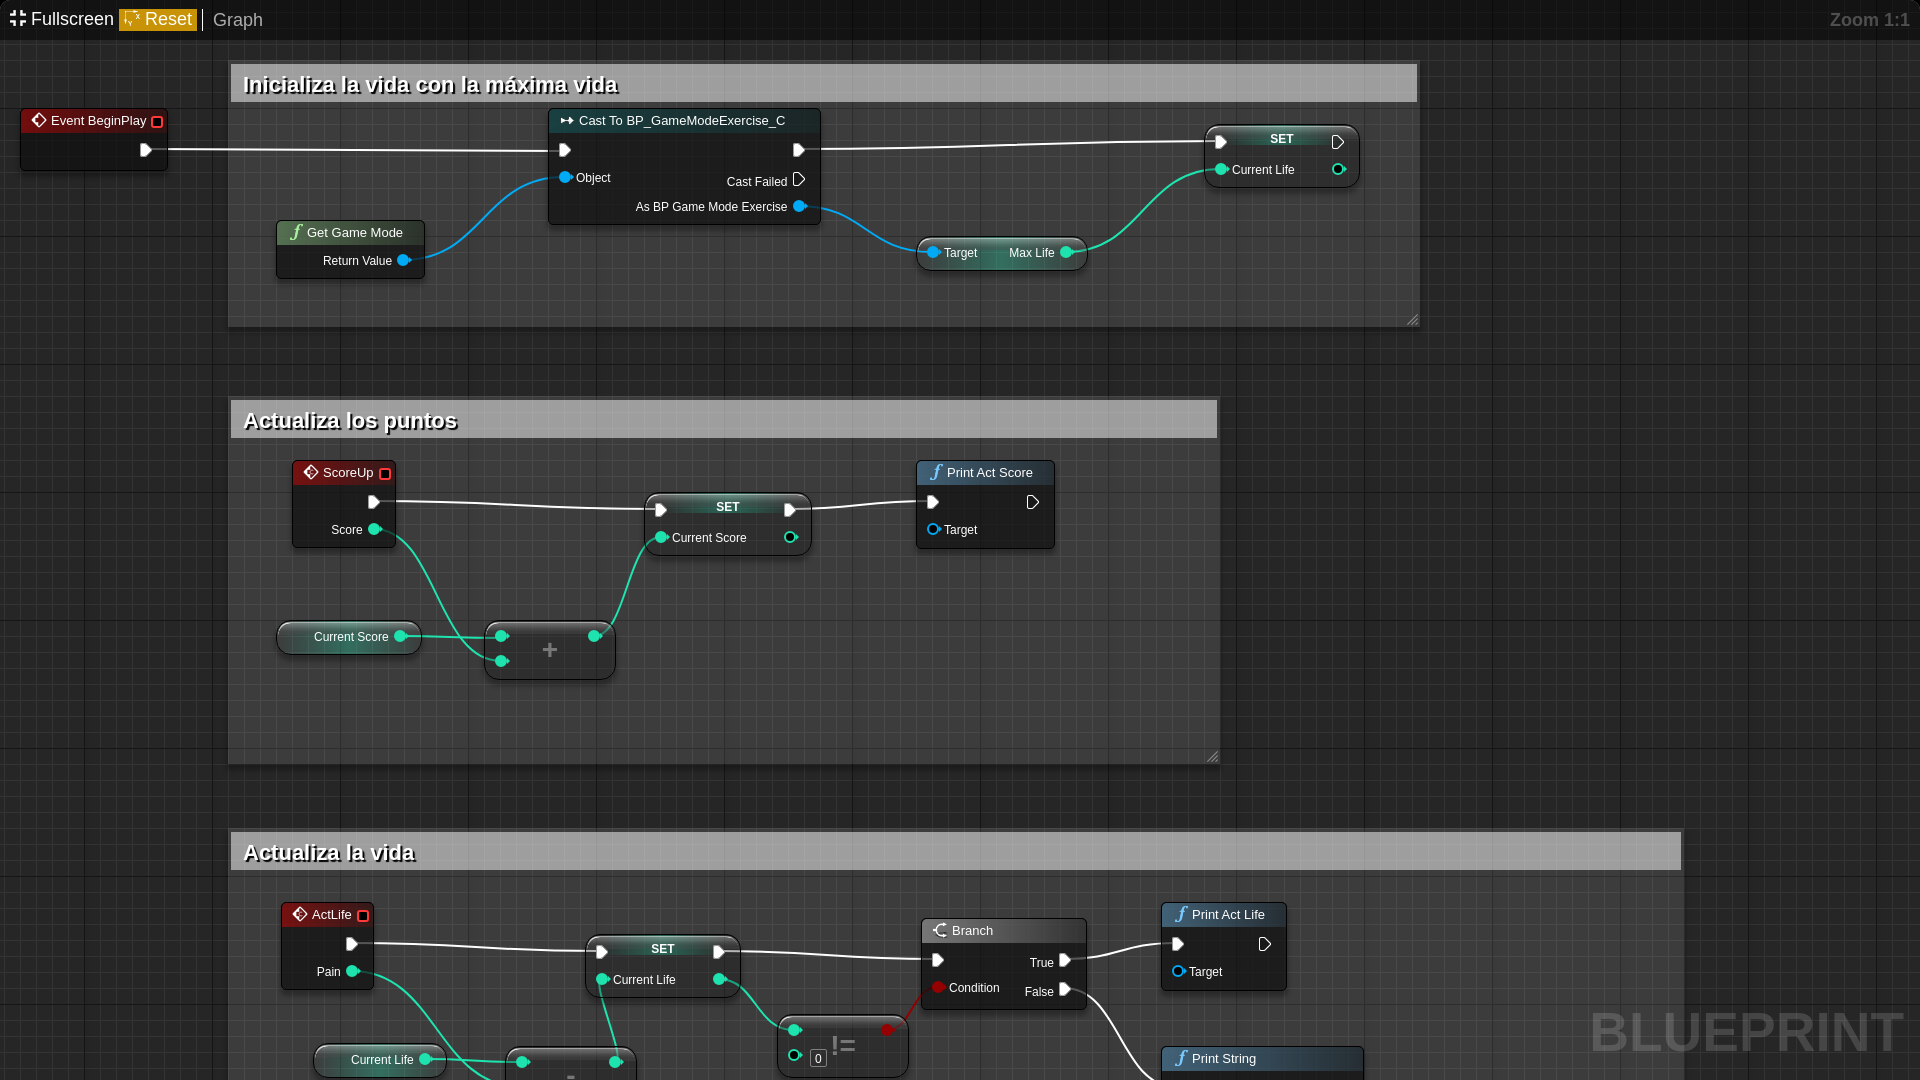 Fullscreen Reset Graph Zoom 1:1
Inicializa la vida con la máxima vida
Event BeginPlay
Cast To BP_GameModeExercise_C
Object
Cast Failed
As BP Game Mode Exercise
SET
Current Life
Get Game Mode
Return Value
Target Max Life
Actualiza los puntos
ScoreUp
Score
SET
Current Score
Print Act Score
Target
Current Score
+
Actualiza la vida
ActLife
Pain
SET
Current Life
Branch
True
Condition
False
Print Act Life
Target
Current Life
!=
0
Print String
BLUEPRINT